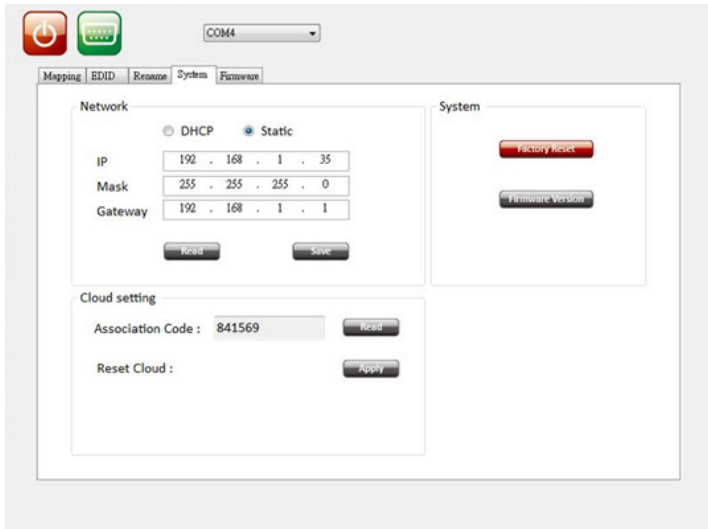 COM4
Mapping EDID Rename System Firmware
Network
DHCP Static
IP 192 . 168 . 1 . 35
Mask 255 . 255 . 255 . 0
Gateway 192 . 168 . 1 . 1
Read Save
System
Factory Reset
Firmware Version
Cloud setting
Association Code : 841569 Read
Reset Cloud : Apply